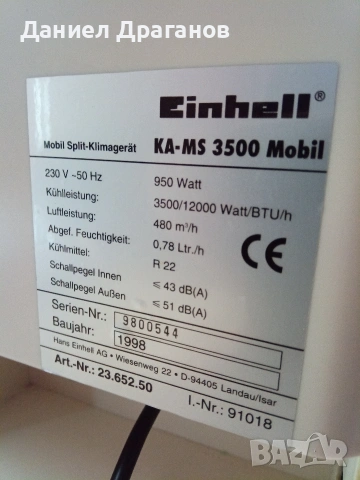 Даниел Драганов
Einhell®
Mobil Split-Klimagerät KA-MS 3500 Mobil
230 V ~50 Hz 950 Watt
Kühlleistung: 3500/12000 Watt/BTU/h
Luftleistung: 480 m³/h
Abgef. Feuchtigkeit: 0,78 Ltr./h
Kühlmittel: R 22
Schallpegel Innen ≤ 43 dB(A)
Schallpegel Außen ≤ 51 dB(A)
CE
Serien-Nr.: 9800544
Baujahr: 1998
Hans Einhell AG • Wiesenweg 22 • D-94405 Landau/Isar
Art.-Nr.: 23.652.50 I.-Nr.: 91018
BAZAR
bg